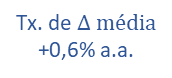 Tx. de Δ média
+0,6% a.a.